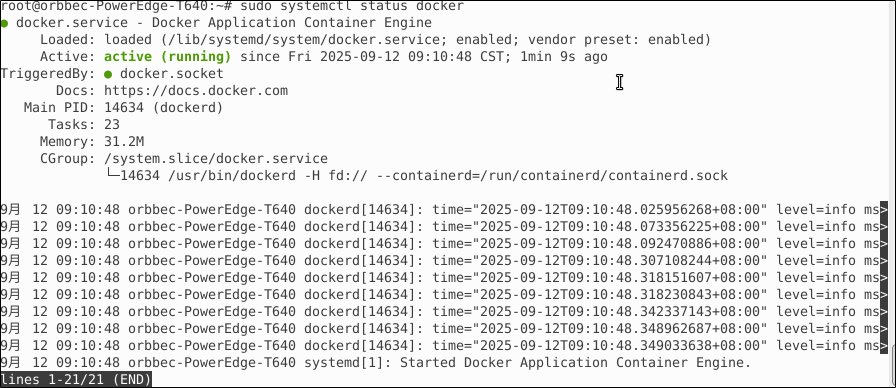 root@orbbec-PowerEdge-T640:~# sudo systemctl status docker
● docker.service - Docker Application Container Engine
     Loaded: loaded (/lib/systemd/system/docker.service; enabled; vendor preset: enabled)
     Active: active (running) since Fri 2025-09-12 09:10:48 CST; 1min 9s ago
TriggeredBy: ● docker.socket
       Docs: https://docs.docker.com
   Main PID: 14634 (dockerd)
      Tasks: 23
     Memory: 31.2M
     CGroup: /system.slice/docker.service
             └─14634 /usr/bin/dockerd -H fd:// --containerd=/run/containerd/containerd.sock
9月 12 09:10:48 orbbec-PowerEdge-T640 dockerd[14634]: time="2025-09-12T09:10:48.025956268+08:00" level=info ms>
9月 12 09:10:48 orbbec-PowerEdge-T640 dockerd[14634]: time="2025-09-12T09:10:48.073356225+08:00" level=info ms>
9月 12 09:10:48 orbbec-PowerEdge-T640 dockerd[14634]: time="2025-09-12T09:10:48.092470886+08:00" level=info ms>
9月 12 09:10:48 orbbec-PowerEdge-T640 dockerd[14634]: time="2025-09-12T09:10:48.307108244+08:00" level=info ms>
9月 12 09:10:48 orbbec-PowerEdge-T640 dockerd[14634]: time="2025-09-12T09:10:48.318151607+08:00" level=info ms>
9月 12 09:10:48 orbbec-PowerEdge-T640 dockerd[14634]: time="2025-09-12T09:10:48.318230843+08:00" level=info ms>
9月 12 09:10:48 orbbec-PowerEdge-T640 dockerd[14634]: time="2025-09-12T09:10:48.342337143+08:00" level=info ms>
9月 12 09:10:48 orbbec-PowerEdge-T640 dockerd[14634]: time="2025-09-12T09:10:48.348962687+08:00" level=info ms>
9月 12 09:10:48 orbbec-PowerEdge-T640 dockerd[14634]: time="2025-09-12T09:10:48.349033638+08:00" level=info ms>
9月 12 09:10:48 orbbec-PowerEdge-T640 systemd[1]: Started Docker Application Container Engine.
lines 1-21/21 (END)